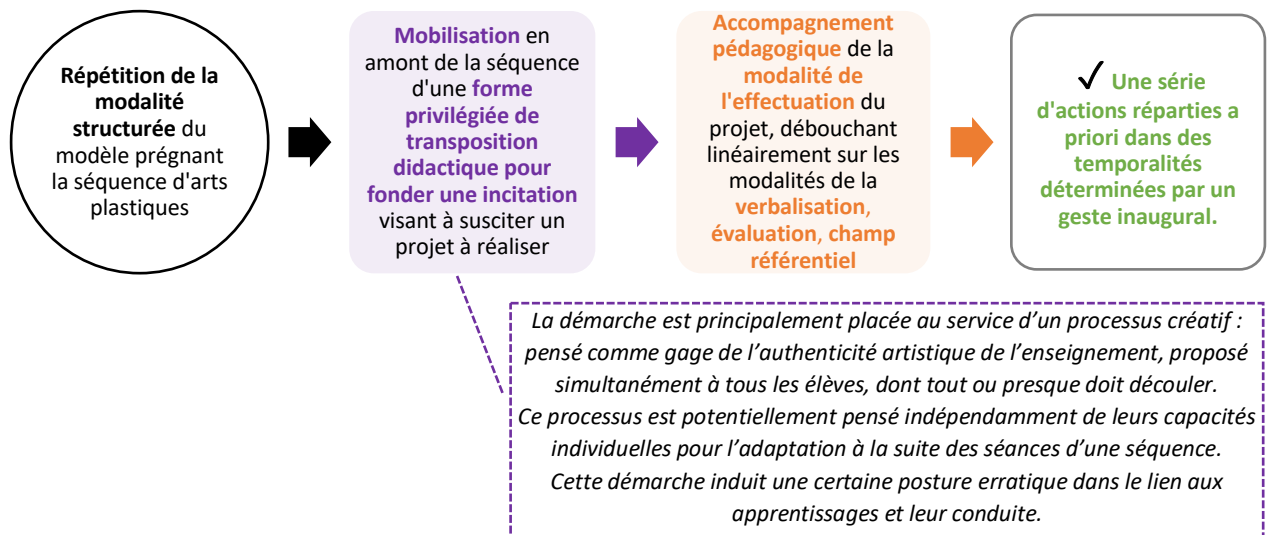 Répétition de la
modalité
structurée du
modèle prégnant
la séquence d'arts
plastiques
Mobilisation en
amont de la séquence
d'une forme
privilégiée de
transposition
didactique pour
fonder une incitation
visant à susciter un
projet à réaliser
Accompagnement
pédagogique de la
modalité de
l'effectuation du
projet, débouchant
linéairement sur les
modalités de la
verbalisation,
évaluation, champ
référentiel
✓ Une série
d'actions réparties a
priori dans des
temporalités
déterminées par un
geste inaugural.
La démarche est principalement placée au service d’un processus créatif :
pensé comme gage de l’authenticité artistique de l’enseignement, proposé
simultanément à tous les élèves, dont tout ou presque doit découler.
Ce processus est potentiellement pensé indépendamment de leurs capacités
individuelles pour l’adaptation à la suite des séances d’une séquence.
Cette démarche induit une certaine posture erratique dans le lien aux
apprentissages et leur conduite.